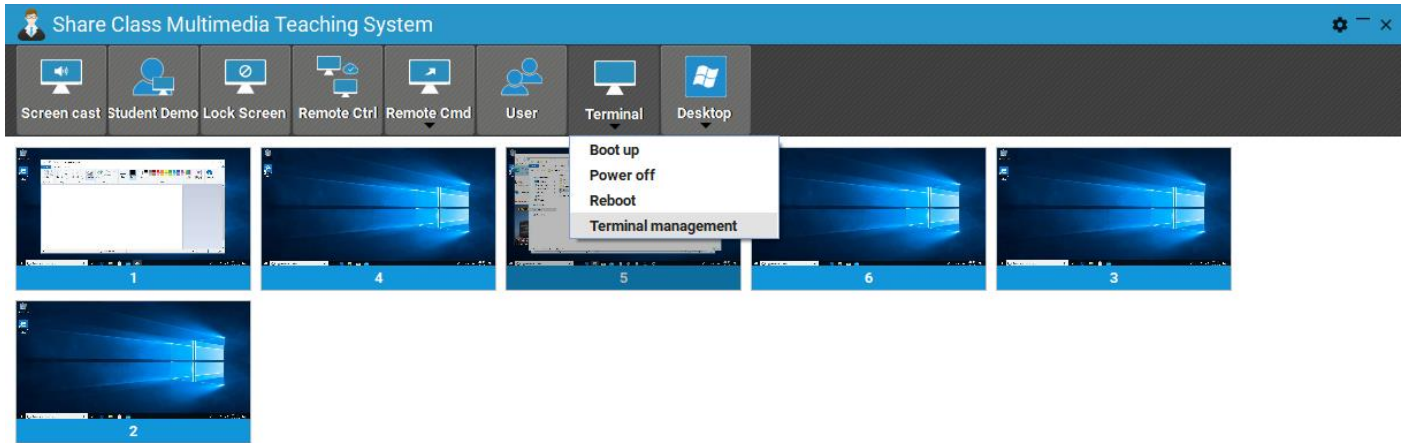 Share Class Multimedia Teaching System
Screen cast
Student Demo
Lock Screen
Remote Ctrl
Remote Cmd
User
Terminal
Desktop
Boot up
Power off
Reboot
Terminal management
1
4
5
6
3
2